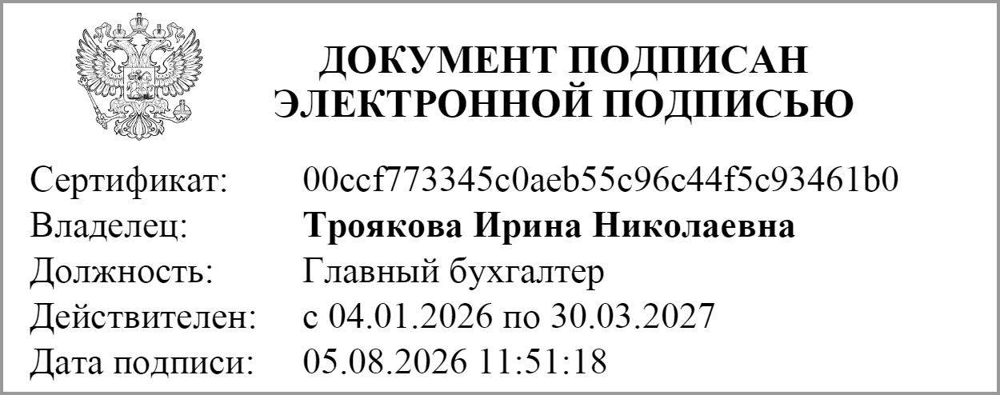 ДОКУМЕНТ ПОДПИСАН
ЭЛЕКТРОННОЙ ПОДПИСЬЮ
Сертификат: 00ccf773345c0aeb55c96c44f5c93461b0
Владелец: Троякова Ирина Николаевна
Должность: Главный бухгалтер
Действителен: с 04.01.2026 по 30.03.2027
Дата подписи: 05.08.2026 11:51:18